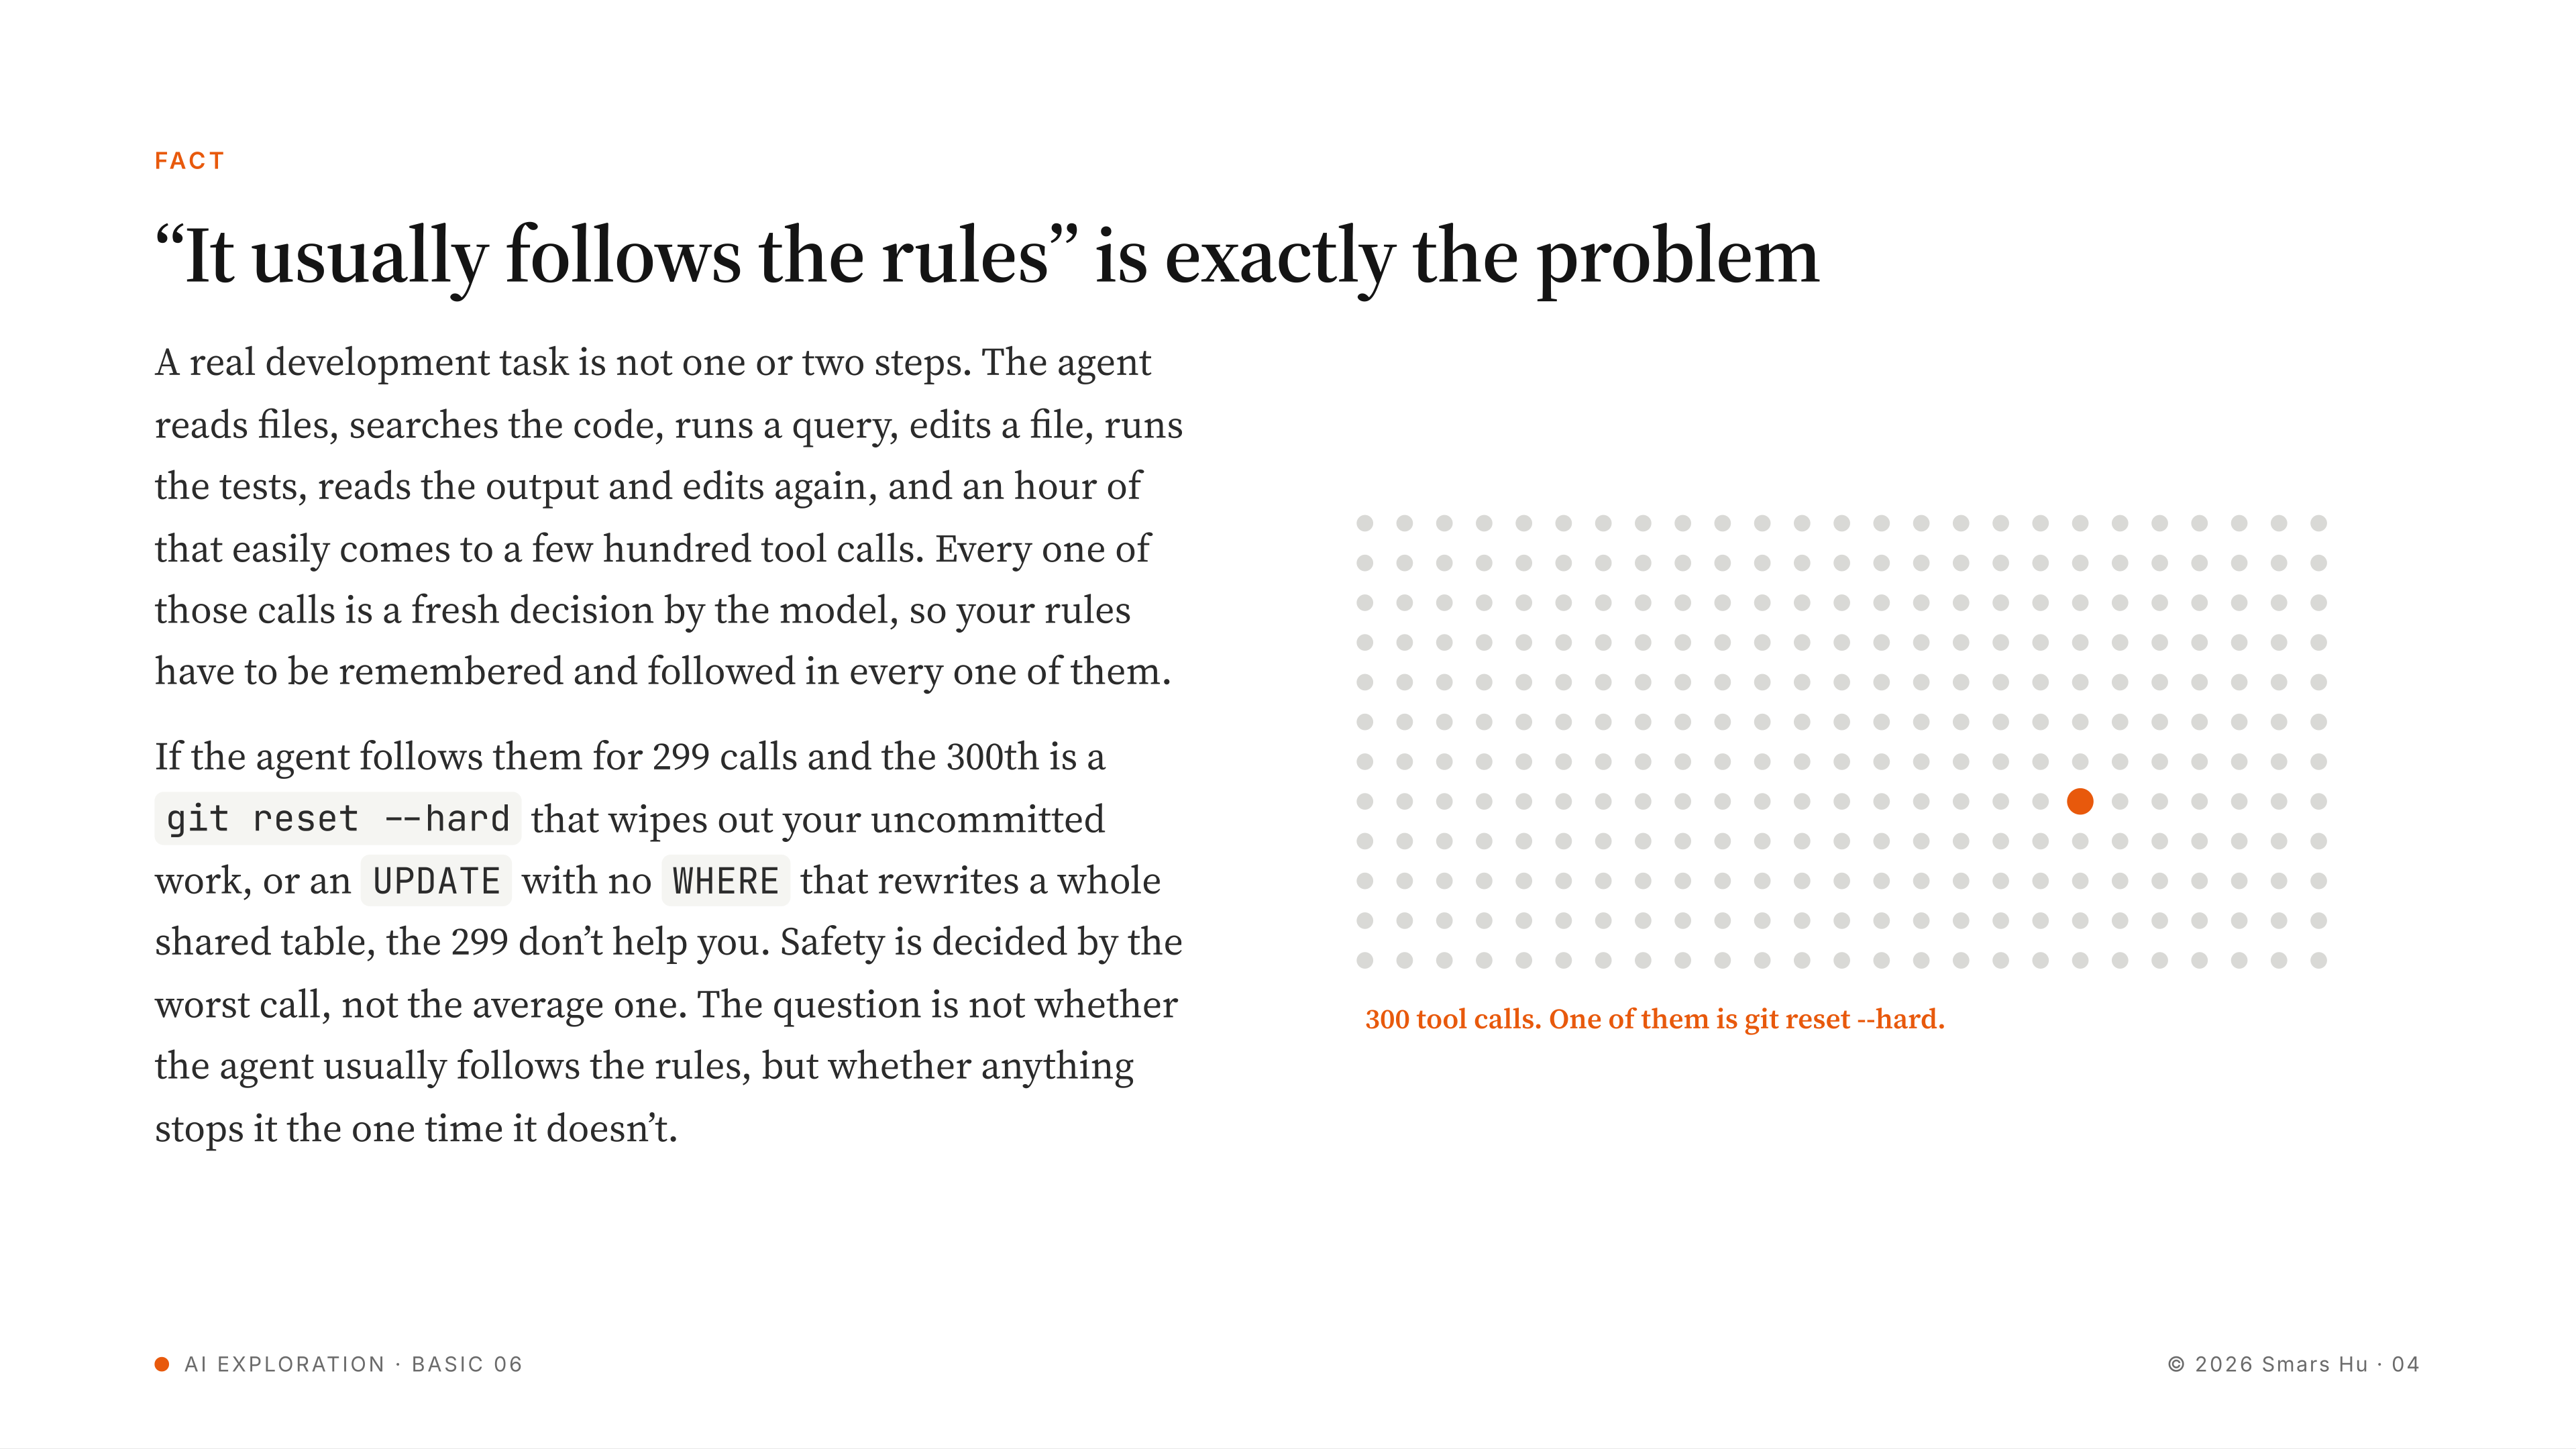 FACT
“It usually follows the rules” is exactly the problem
A real development task is not one or two steps. The agent
reads files, searches the code, runs a query, edits a file, runs
the tests, reads the output and edits again, and an hour of
that easily comes to a few hundred tool calls. Every one of
those calls is a fresh decision by the model, so your rules
have to be remembered and followed in every one of them.
If the agent follows them for 299 calls and the 300th is a
git reset --hard that wipes out your uncommitted
work, or an UPDATE with no WHERE that rewrites a whole
shared table, the 299 don’t help you. Safety is decided by the
worst call, not the average one. The question is not whether
the agent usually follows the rules, but whether anything
stops it the one time it doesn’t.
300 tool calls. One of them is git reset --hard.
AI EXPLORATION · BASIC 06
© 2026 Smars Hu · 04